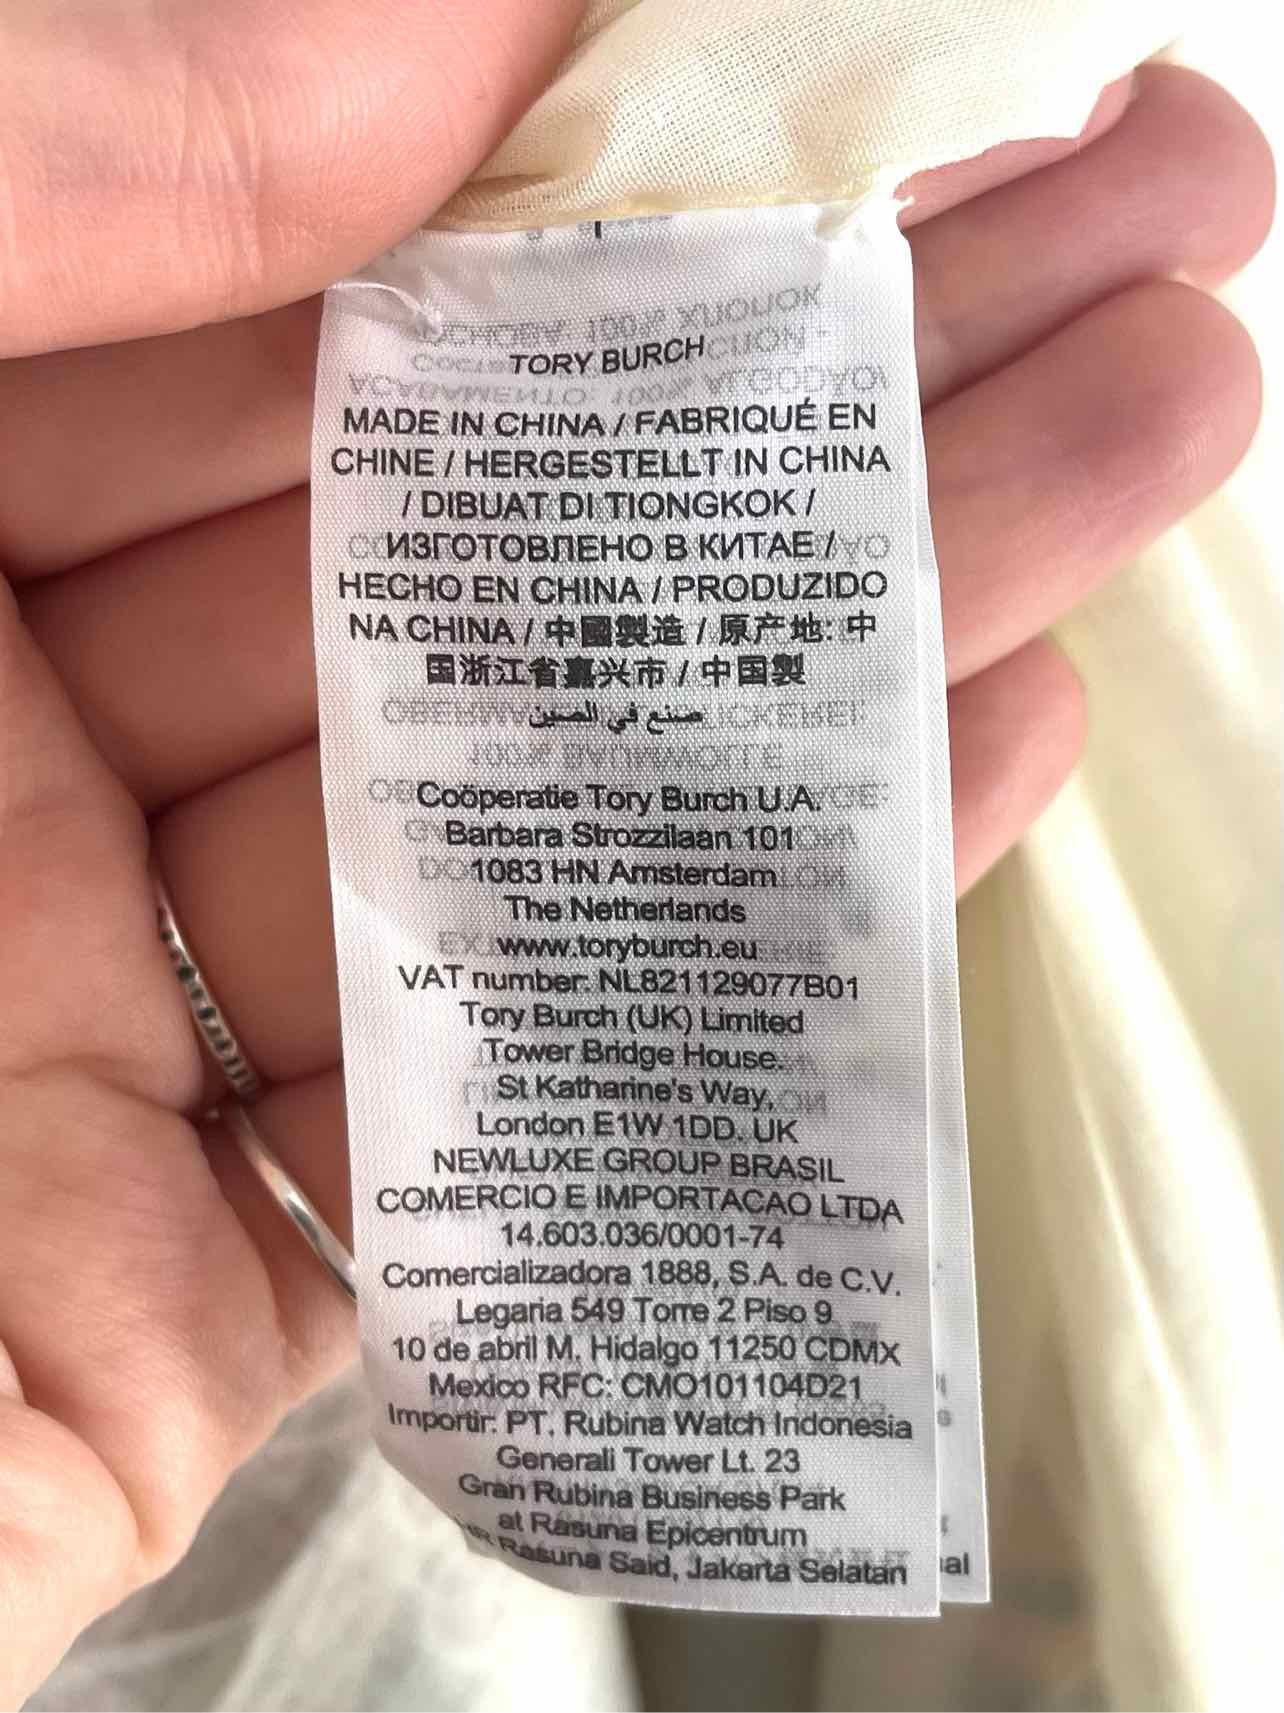 TORY BURCH
MADE IN CHINA / FABRIQUÉ EN
CHINE / HERGESTELLT IN CHINA
/ DIBUAT DI TIONGKOK /
ИЗГОТОВЛЕНО В КИТАЕ /
HECHO EN CHINA / PRODUZIDO
NA CHINA / 中國製造 / 原产地: 中
国浙江省嘉兴市 / 中国製
صنع في الصين
Coöperatie Tory Burch U.A.
Barbara Strozzilaan 101
1083 HN Amsterdam
The Netherlands
www.toryburch.eu
VAT number: NL821129077B01
Tory Burch (UK) Limited
Tower Bridge House.
St Katharine's Way,
London E1W 1DD. UK
NEWLUXE GROUP BRASIL
COMERCIO E IMPORTACAO LTDA
14.603.036/0001-74
Comercializadora 1888, S.A. de C.V.
Legaria 549 Torre 2 Piso 9
10 de abril M. Hidalgo 11250 CDMX
Mexico RFC: CMO101104D21
Importir: PT. Rubina Watch Indonesia
Generali Tower Lt. 23
Gran Rubina Business Park
at Rasuna Epicentrum
HR Rasuna Said, Jakarta Selatan